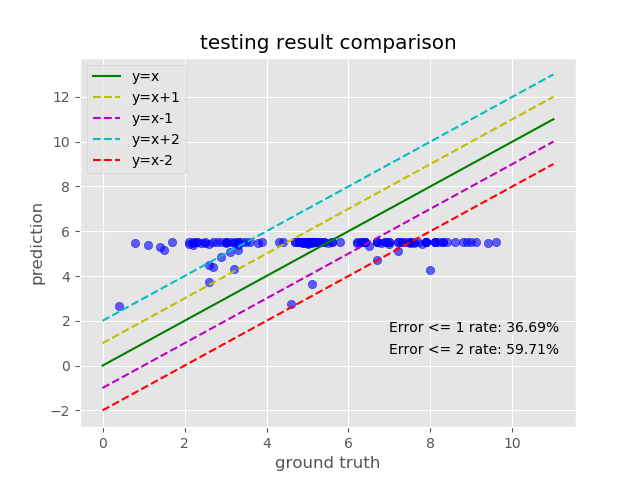 testing result comparison
y=x
y=x+1
y=x-1
y=x+2
y=x-2
12
10
8
6
4
2
0
−2
prediction
Error <= 1 rate: 36.69%
Error <= 2 rate: 59.71%
0 2 4 6 8 10
ground truth